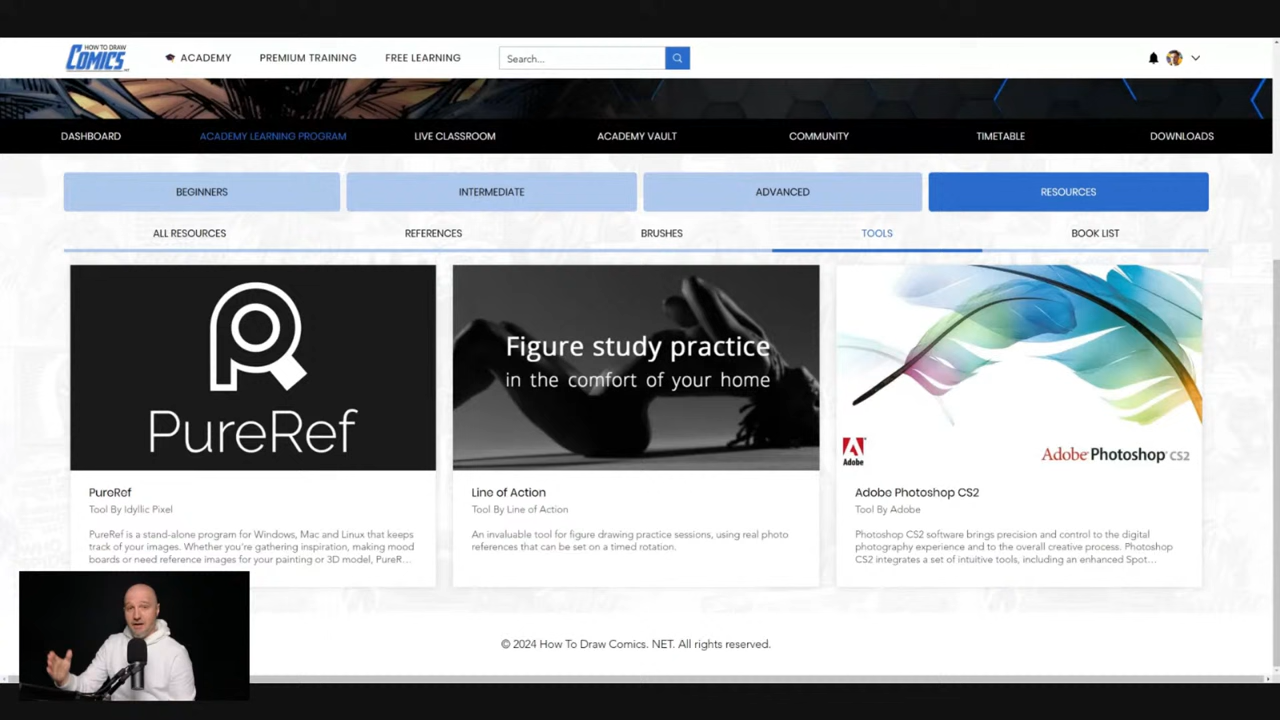 HOW TO DRAW
COMICS
.NET
ACADEMY
PREMIUM TRAINING
FREE LEARNING
Search...
DASHBOARD
ACADEMY LEARNING PROGRAM
LIVE CLASSROOM
ACADEMY VAULT
COMMUNITY
TIMETABLE
DOWNLOADS
BEGINNERS
INTERMEDIATE
ADVANCED
RESOURCES
ALL RESOURCES
REFERENCES
BRUSHES
TOOLS
BOOK LIST
PureRef
PureRef
Tool By Idyllic Pixel
PureRef is a stand-alone program for Windows, Mac and Linux that keeps
track of your images. Whether you're gathering inspiration, making mood
boards or need reference images for your painting or 3D model, PureR...
Figure study practice
in the comfort of your home
Line of Action
Tool By Line of Action
An invaluable tool for figure drawing practice sessions, using real photo
references that can be set on a timed rotation.
Adobe
Adobe Photoshop CS2
Adobe Photoshop CS2
Tool By Adobe
Photoshop CS2 software brings precision and control to the digital
photography experience and to the overall creative process. Photoshop
CS2 integrates a set of intuitive tools, including an enhanced Spot...
© 2024 How To Draw Comics. NET. All rights reserved.